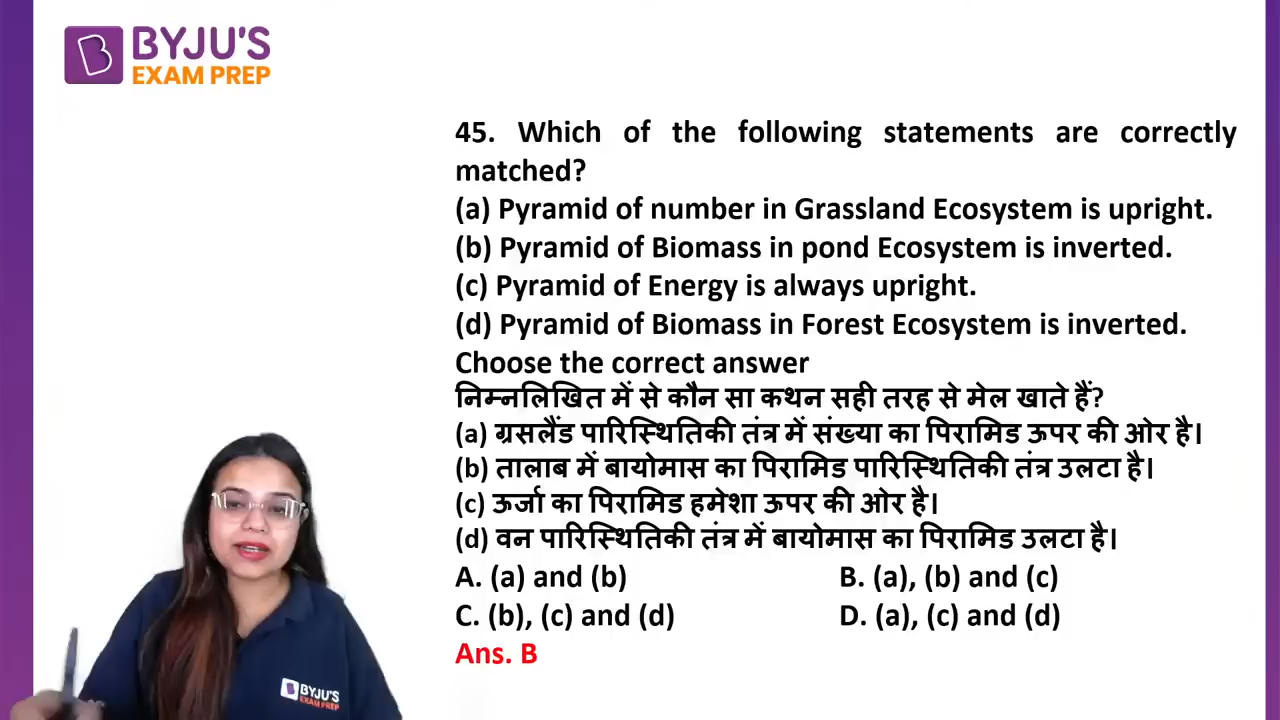 BYJU'S
EXAM PREP
45. Which of the following statements are correctly
matched?
(a) Pyramid of number in Grassland Ecosystem is upright.
(b) Pyramid of Biomass in pond Ecosystem is inverted.
(c) Pyramid of Energy is always upright.
(d) Pyramid of Biomass in Forest Ecosystem is inverted.
Choose the correct answer
निम्नलिखित में से कौन सा कथन सही तरह से मेल खाते हैं?
(a) ग्रसलैंड पारिस्थितिकी तंत्र में संख्या का पिरामिड ऊपर की ओर है।
(b) तालाब में बायोमास का पिरामिड पारिस्थितिकी तंत्र उलटा है।
(c) ऊर्जा का पिरामिड हमेशा ऊपर की ओर है।
(d) वन पारिस्थितिकी तंत्र में बायोमास का पिरामिड उलटा है।
A. (a) and (b) B. (a), (b) and (c)
C. (b), (c) and (d) D. (a), (c) and (d)
Ans. B
BYJU'S
EXAM PREP